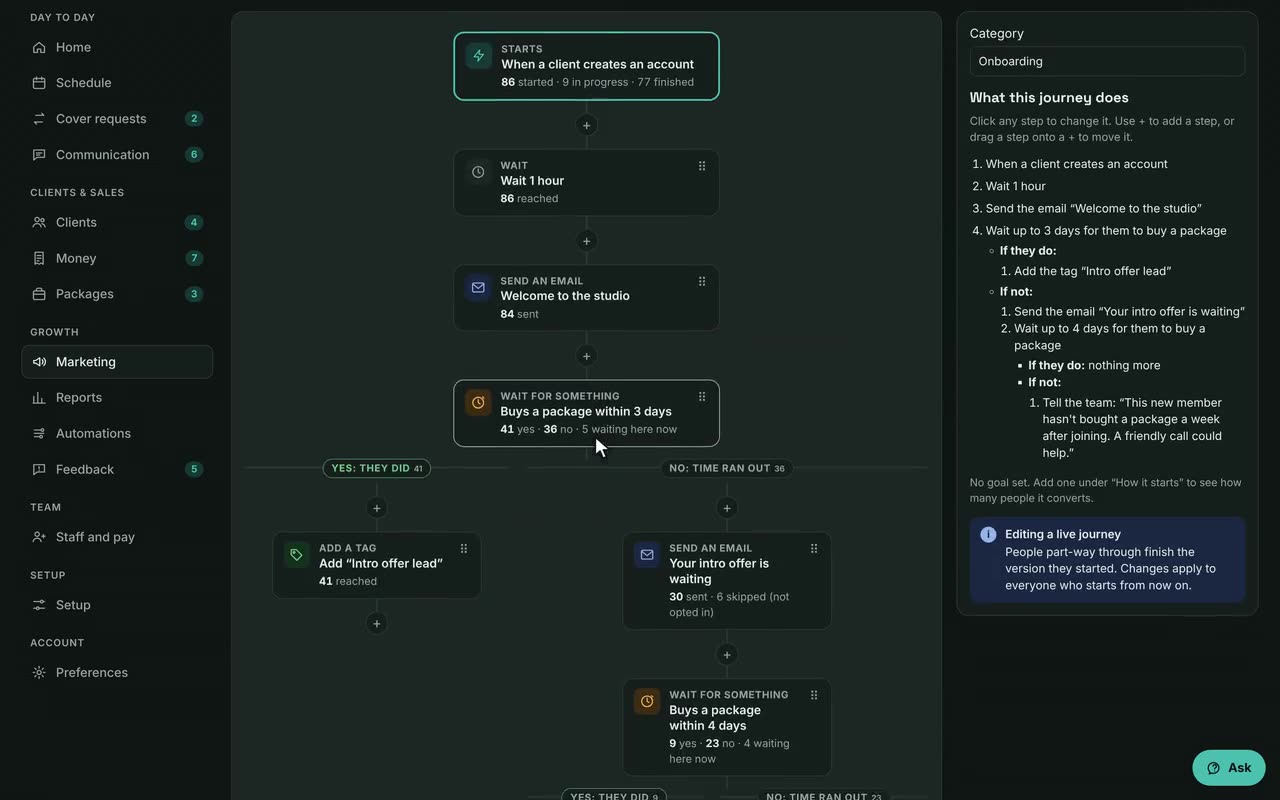 DAY TO DAY
Home
Schedule
Cover requests 2
Communication 6
CLIENTS & SALES
Clients 4
Money 7
Packages 3
GROWTH
Marketing
Reports
Automations
Feedback 5
TEAM
Staff and pay
SETUP
Setup
ACCOUNT
Preferences
STARTS
When a client creates an account
86 started · 9 in progress · 77 finished
+
WAIT
Wait 1 hour
86 reached
+
SEND AN EMAIL
Welcome to the studio
84 sent
+
WAIT FOR SOMETHING
Buys a package within 3 days
41 yes · 36 no · 5 waiting here now
YES: THEY DID 41
NO: TIME RAN OUT 36
+
+
ADD A TAG
Add “Intro offer lead”
41 reached
+
SEND AN EMAIL
Your intro offer is
waiting
30 sent · 6 skipped (not
opted in)
+
WAIT FOR SOMETHING
Buys a package
within 4 days
9 yes · 23 no · 4 waiting
here now
YES: THEY DID 9
NO: TIME RAN OUT 23
Category
Onboarding
What this journey does
Click any step to change it. Use + to add a step, or
drag a step onto a + to move it.
1. When a client creates an account
2. Wait 1 hour
3. Send the email “Welcome to the studio”
4. Wait up to 3 days for them to buy a package
If they do:
1. Add the tag “Intro offer lead”
If not:
1. Send the email “Your intro offer is waiting”
2. Wait up to 4 days for them to buy a
package
If they do: nothing more
If not:
1. Tell the team: “This new member
hasn't bought a package a week
after joining. A friendly call could
help.”
No goal set. Add one under “How it starts” to see how
many people it converts.
Editing a live journey
People part-way through finish the
version they started. Changes apply to
everyone who starts from now on.
Ask